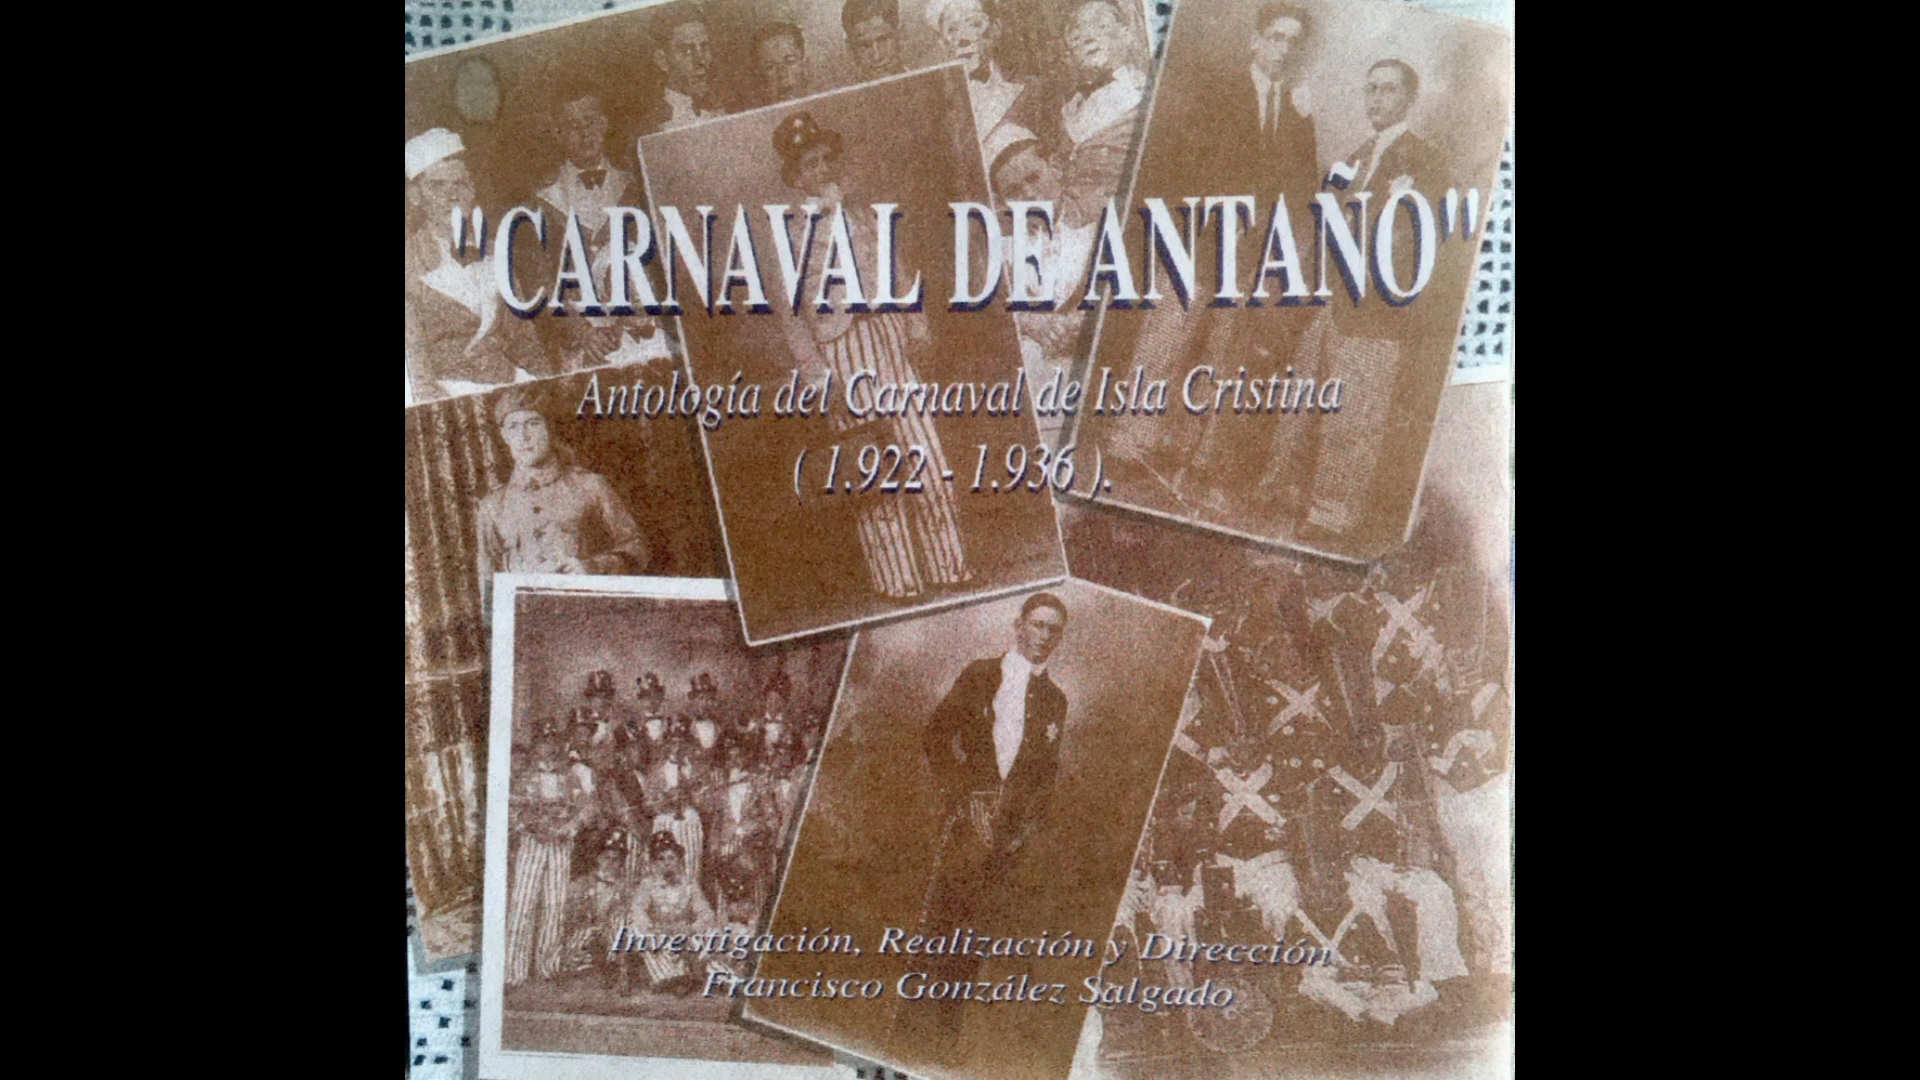 "CARNAVAL DE ANTAÑO"
Antología del Carnaval de Isla Cristina
( 1.922 - 1.936 ).
Investigación, Realización y Dirección
Francisco González Salgado